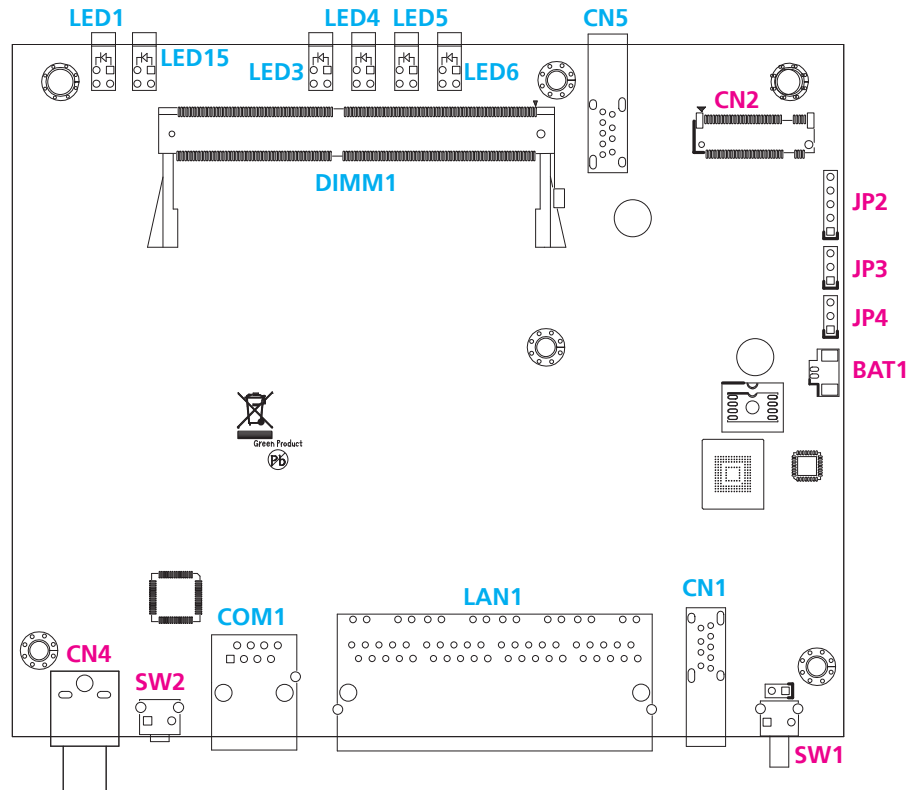 LED1
LED4
LED5
CN5
LED15
LED3
LED6
CN2
DIMM1
JP2
JP3
JP4
BAT1
Green Product
Pb
COM1
LAN1
CN1
CN4
SW2
SW1